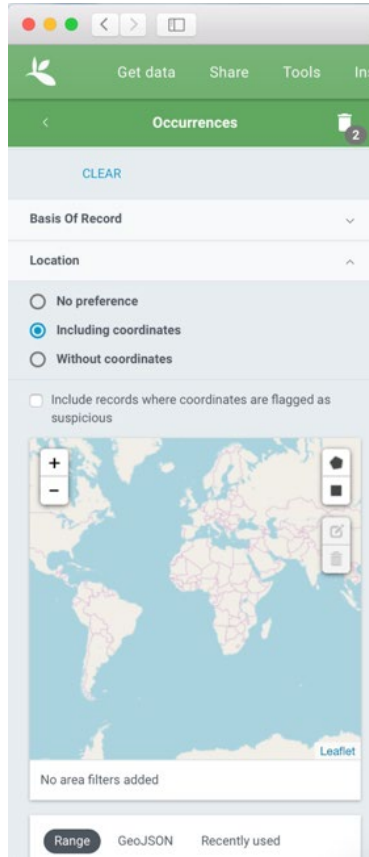 Get data Share Tools In
Occurrences
2
CLEAR
Basis Of Record
Location
No preference
Including coordinates
Without coordinates
Include records where coordinates are flagged as
suspicious
+
−
Leaflet
No area filters added
Range GeoJSON Recently used